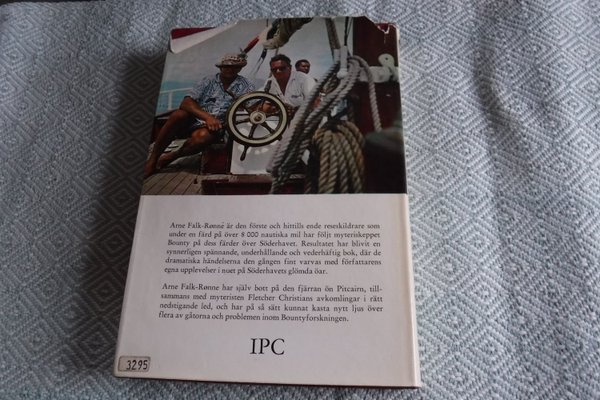 Arne Falk-Rønne är den förste och hittills ende reseskildrare som
under en färd på över 8 000 nautiska mil har följt myteriskeppet
Bounty på dess färder över Söderhavet. Resultatet har blivit en
synnerligen spännande, underhållande och vederhäftig bok, där de
dramatiska händelserna den gången fint varvas med författarens
egna upplevelser i nuet på Söderhavets glömda öar.
Arne Falk-Rønne har själv bott på den fjärran ön Pitcairn, till-
sammans med myteristen Fletcher Christians avkomlingar i rätt
nedstigande led, och har på så sätt kunnat kasta nytt ljus över
flera av gåtorna och problemen inom Bountyforskningen.
IPC
3295